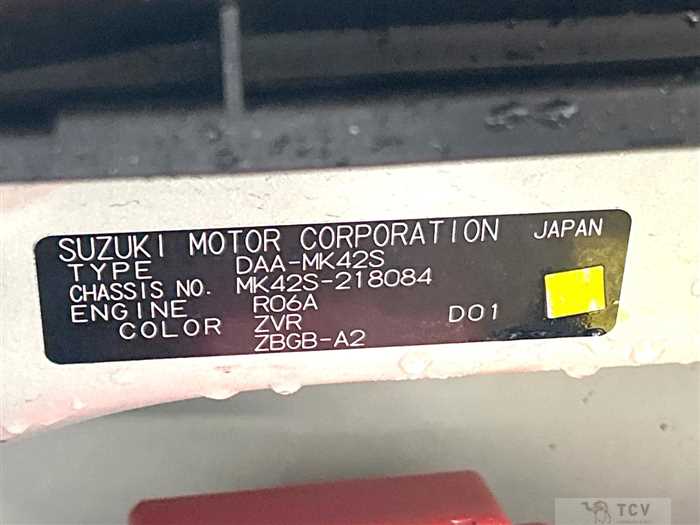 SUZUKI MOTOR CORPORATION JAPAN
TYPE DAA-MK42S
CHASSIS NO. MK42S-218084
ENGINE R06A D01
COLOR ZVR
ZBGB-A2
TCV